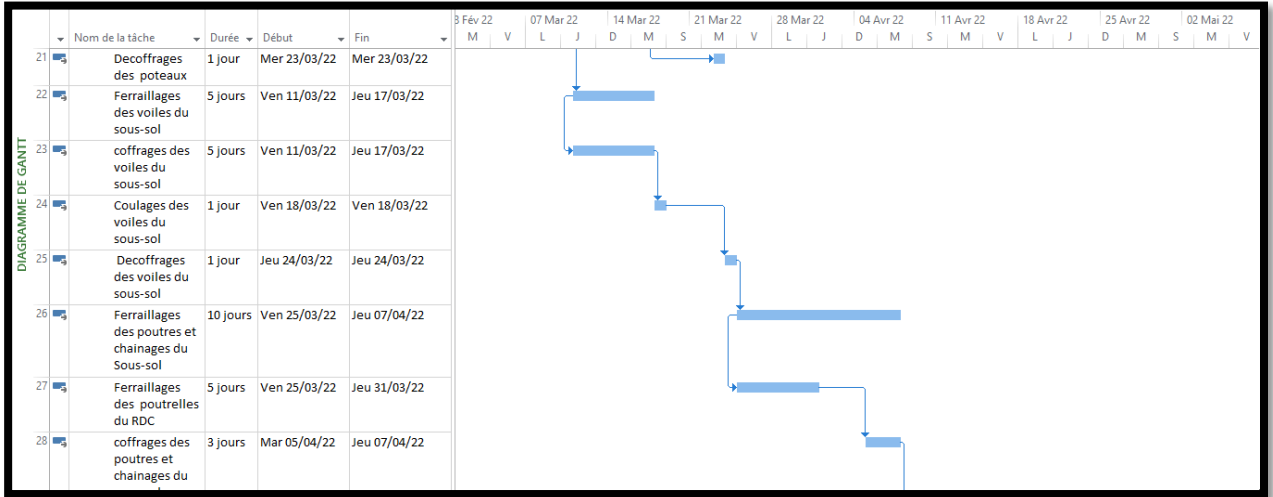 3 Fév 22 07 Mar 22 14 Mar 22 21 Mar 22 28 Mar 22 04 Avr 22 11 Avr 22 18 Avr 22 25 Avr 22 02 Mai 22
Nom de la tâche Durée Début Fin M V L J D M S M V L J D M S M V L J D M S M V
21 Decoffrages 1 jour Mer 23/03/22 Mer 23/03/22
des poteaux
22 Ferraillages 5 jours Ven 11/03/22 Jeu 17/03/22
des voiles du
sous-sol
23 coffrages des 5 jours Ven 11/03/22 Jeu 17/03/22
voiles du
sous-sol
24 Coulages des 1 jour Ven 18/03/22 Ven 18/03/22
voiles du
sous-sol
25 Decoffrages 1 jour Jeu 24/03/22 Jeu 24/03/22
des voiles du
sous-sol
26 Ferraillages 10 jours Ven 25/03/22 Jeu 07/04/22
des poutres et
chainages du
Sous-sol
27 Ferraillages 5 jours Ven 25/03/22 Jeu 31/03/22
des poutrelles
du RDC
28 coffrages des 3 jours Mar 05/04/22 Jeu 07/04/22
poutres et
chainages du
DIAGRAMME DE GANTT